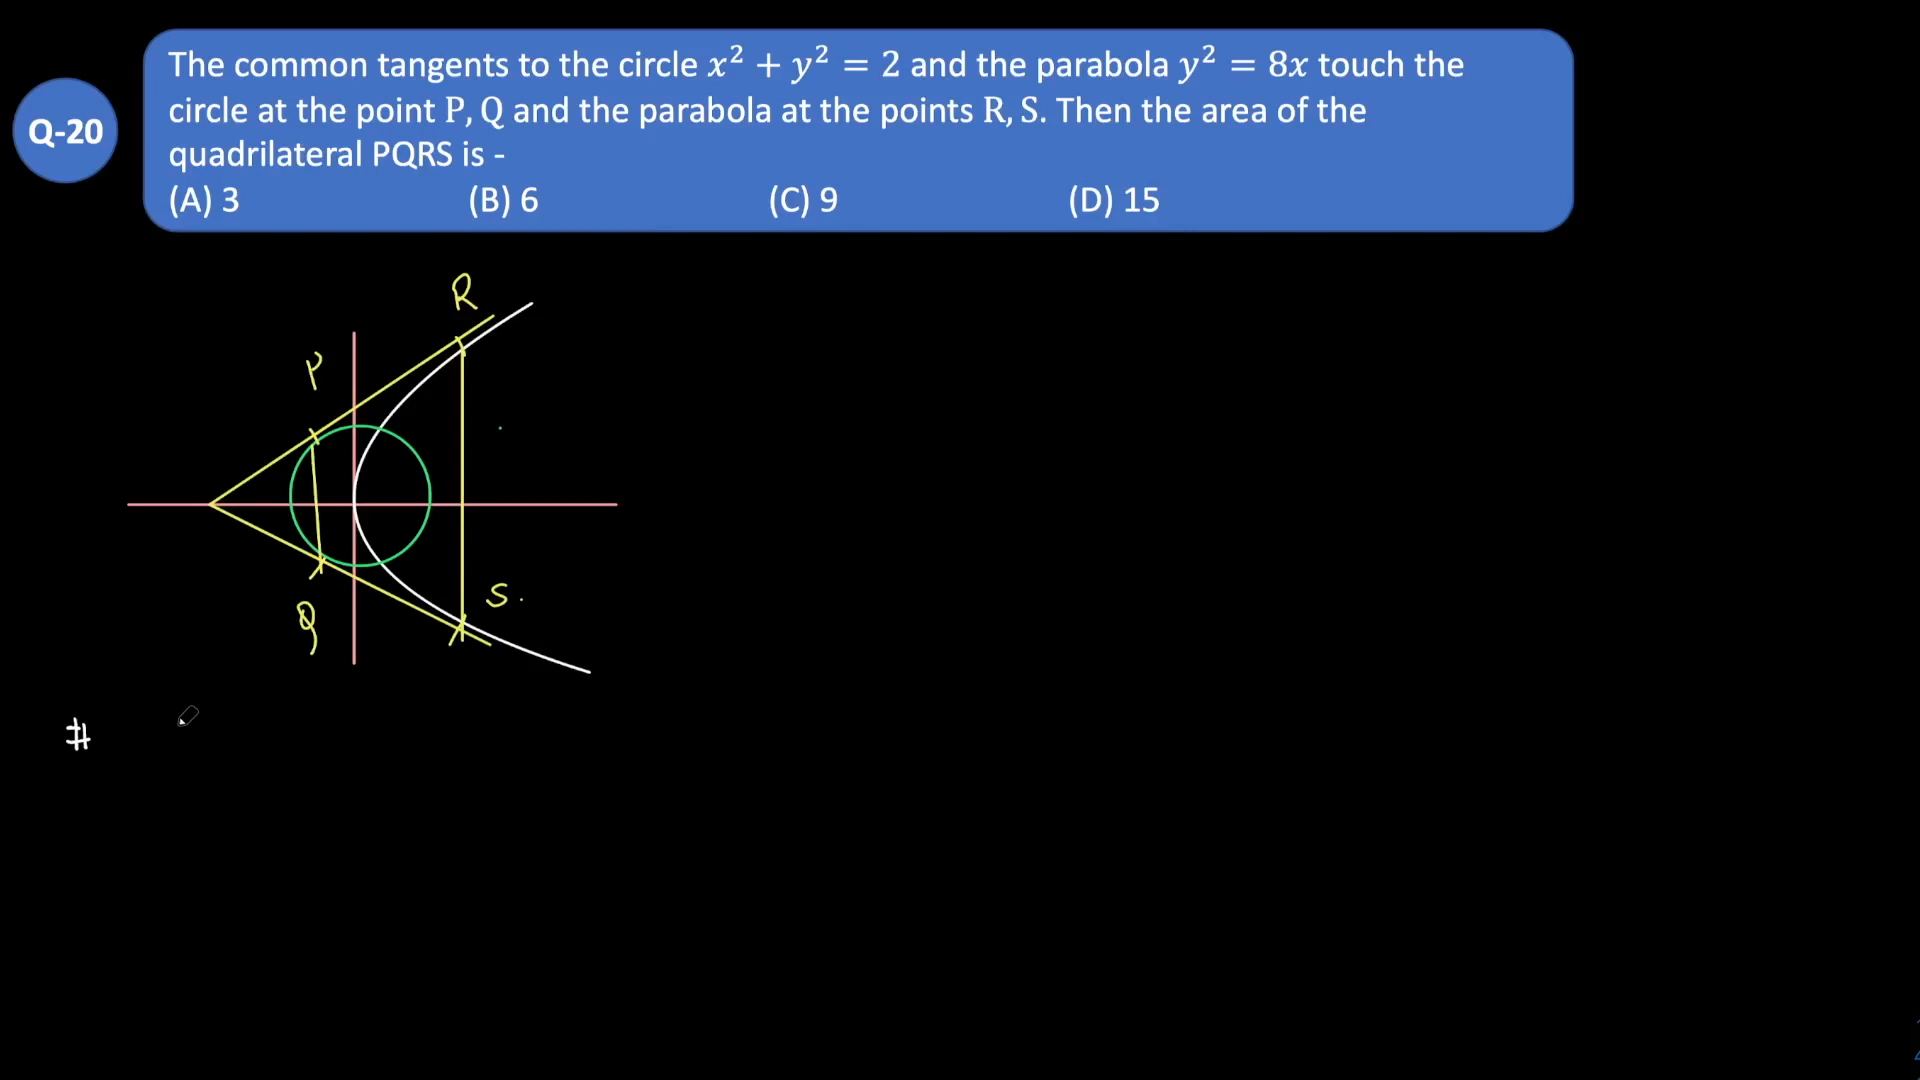 Q-20
The common tangents to the circle x² + y² = 2 and the parabola y² = 8x touch the
circle at the point P, Q and the parabola at the points R, S. Then the area of the
quadrilateral PQRS is -
(A) 3 (B) 6 (C) 9 (D) 15
R
P
S.
Q
#